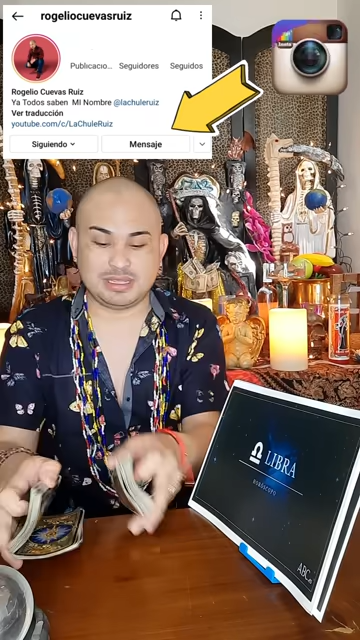 rogeliocuevasruiz
Publicacio... Seguidores Seguidos
Rogelio Cuevas Ruiz
Ya Todos saben MI Nombre @lachuleruiz
Ver traducción
youtube.com/c/LaChuleRuiz
Siguiendo Mensaje
LIBRA
HORÓSCOPO
ABC